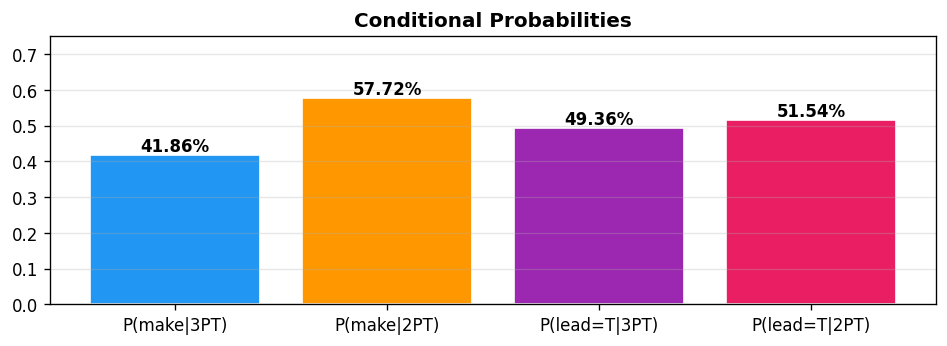 Conditional Probabilities
0.7
0.6
0.5
0.4
0.3
0.2
0.1
0.0
41.86%
57.72%
49.36%
51.54%
P(make|3PT)
P(make|2PT)
P(lead=T|3PT)
P(lead=T|2PT)